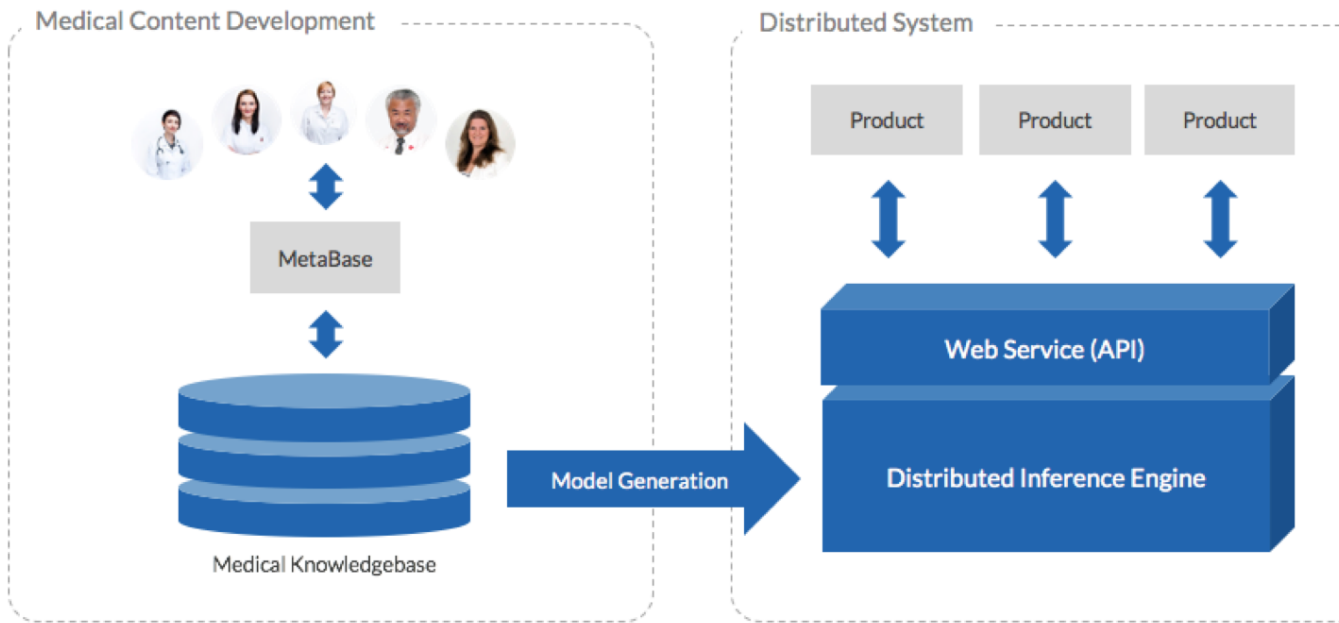 Medical Content Development
MetaBase
Medical Knowledgebase
Model Generation
Distributed System
Product
Product
Product
Web Service (API)
Distributed Inference Engine